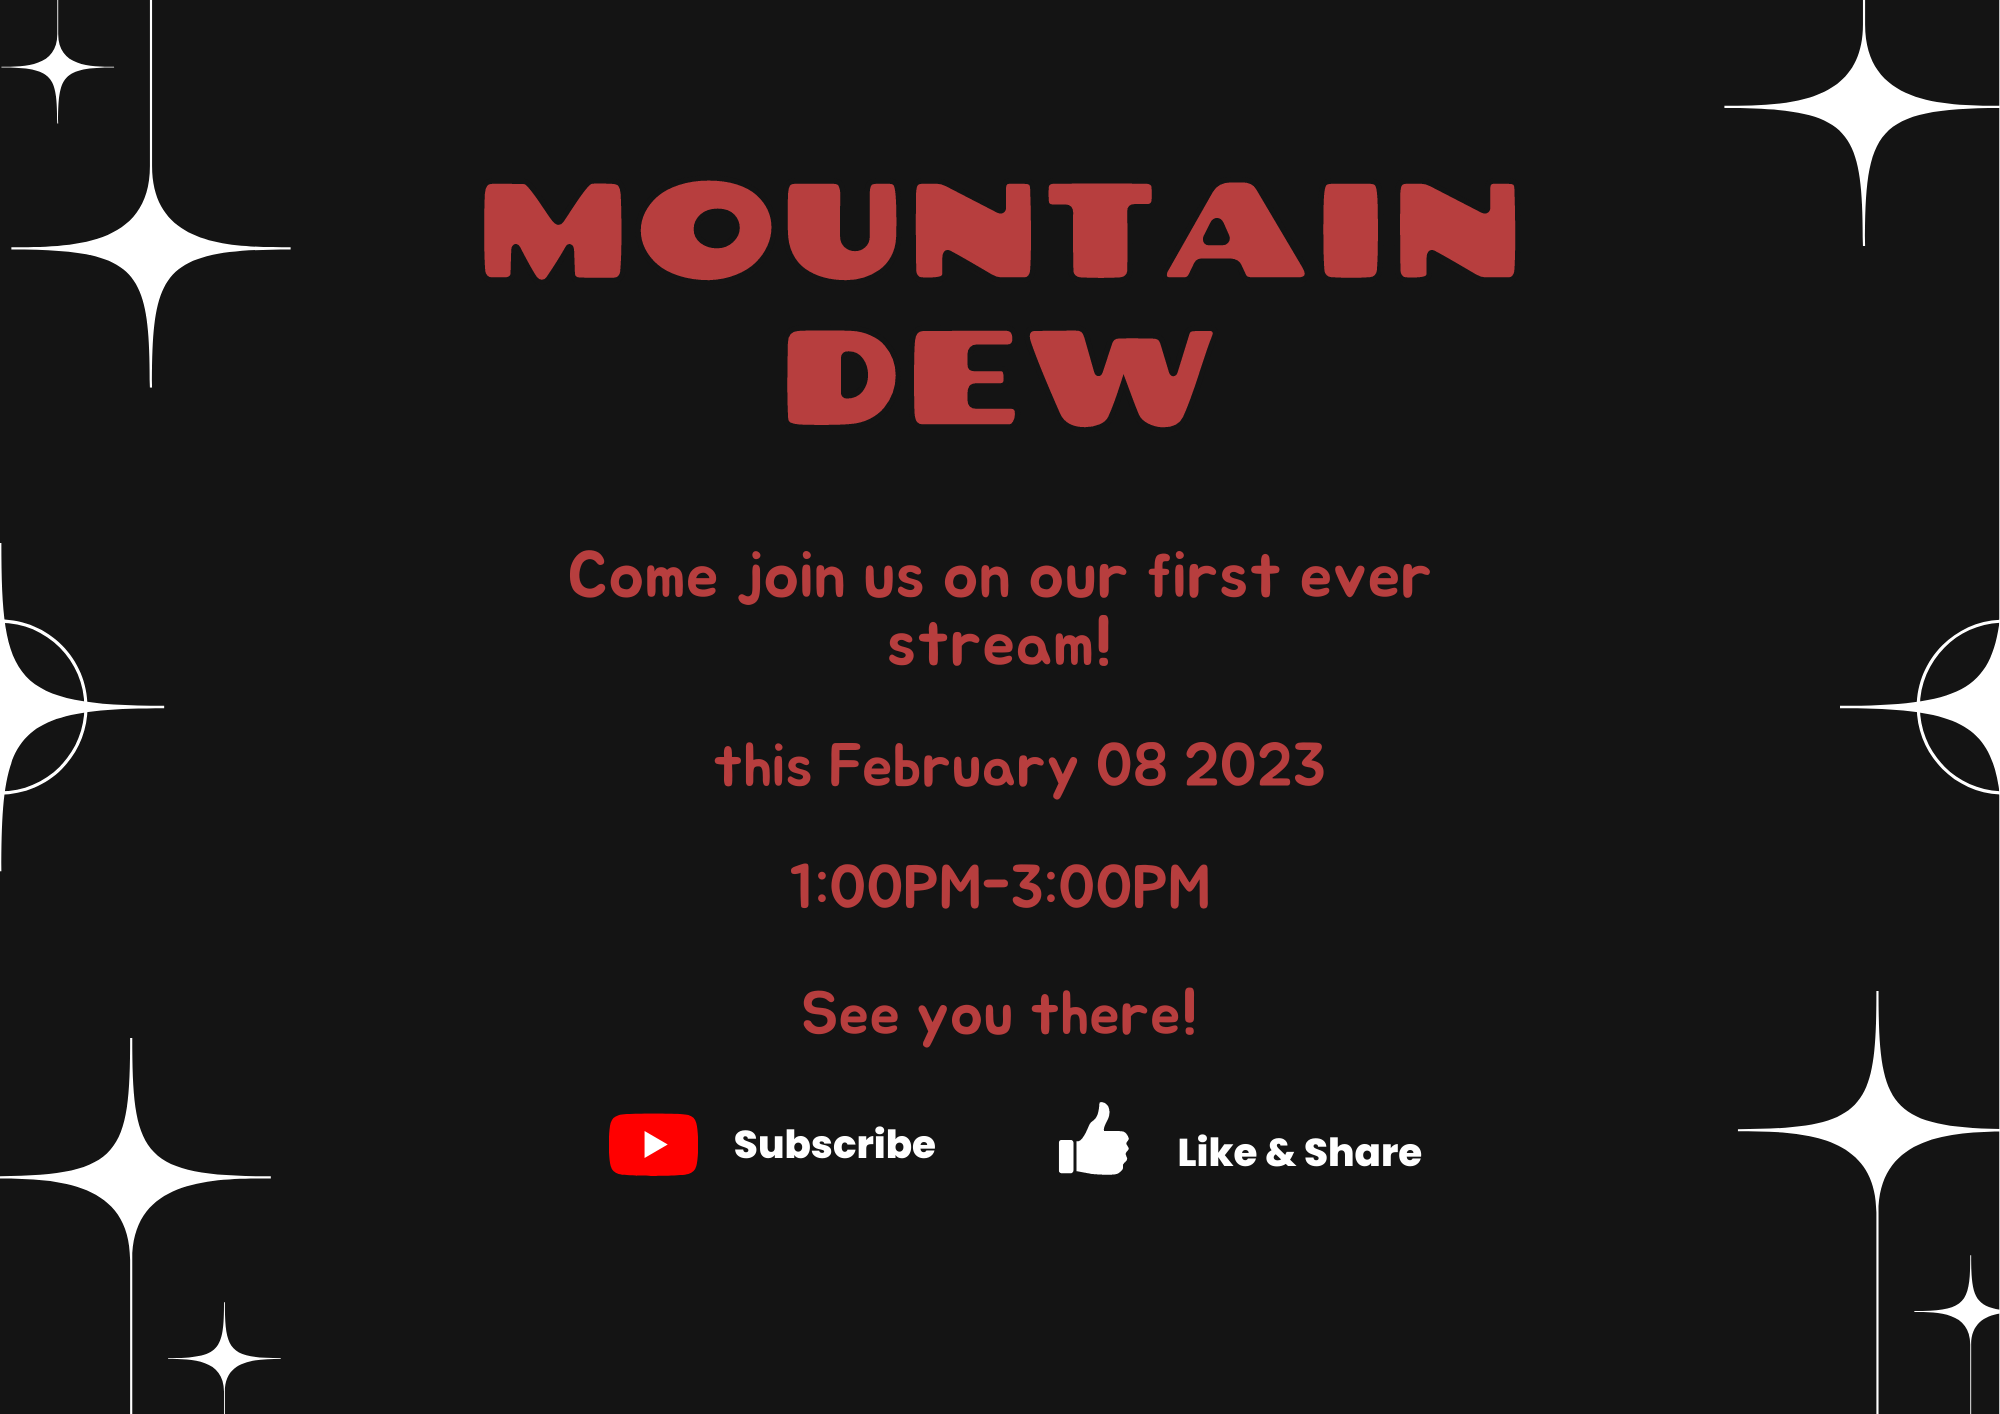 MOUNTAIN
DEW
Come join us on our first ever
stream!
this February 08 2023
1:00PM-3:00PM
See you there!
Subscribe
Like & Share